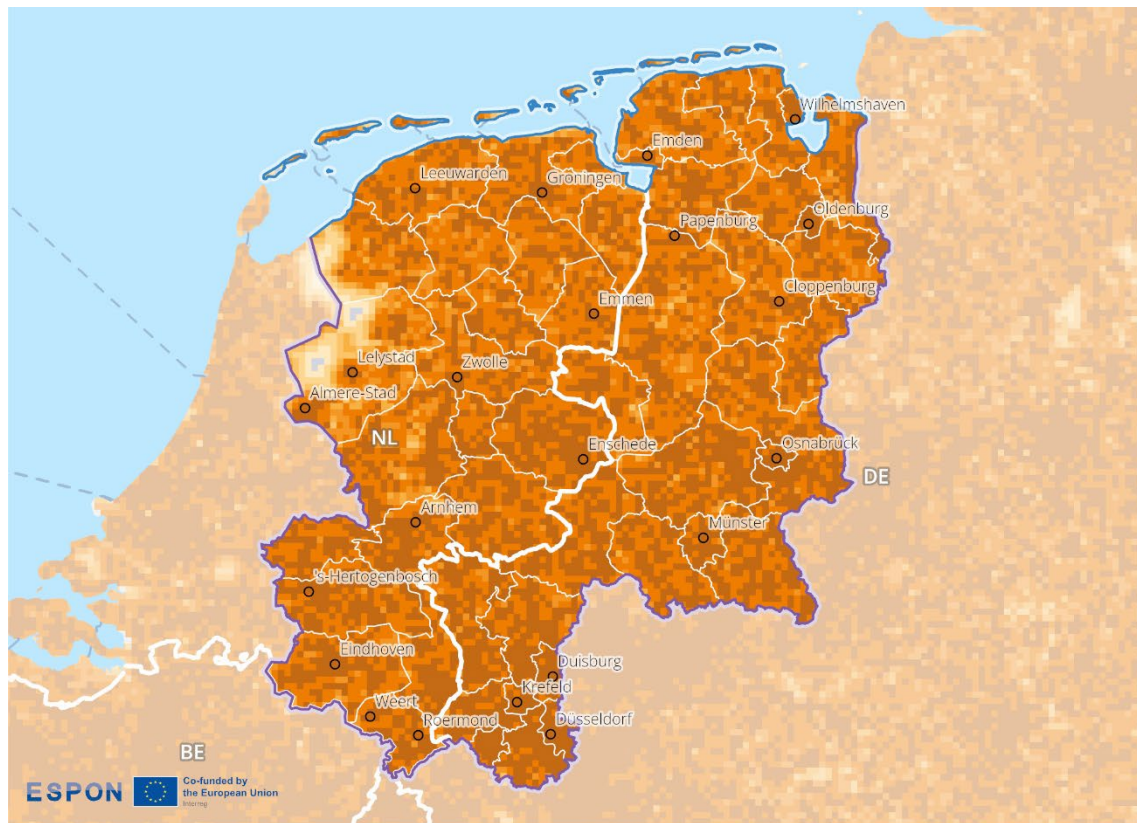 Wilhelmshaven
Emden
Leeuwarden
Groningen
Oldenburg
Papenburg
Cloppenburg
Emmen
Lelystad
Zwolle
Almere-Stad
NL
Enschede
Osnabrück
DE
Arnhem
Münster
's-Hertogenbosch
Eindhoven
Duisburg
Krefeld
Weert
Roermond
Düsseldorf
BE
ESPON
Co-funded by
the European Union
Interreg